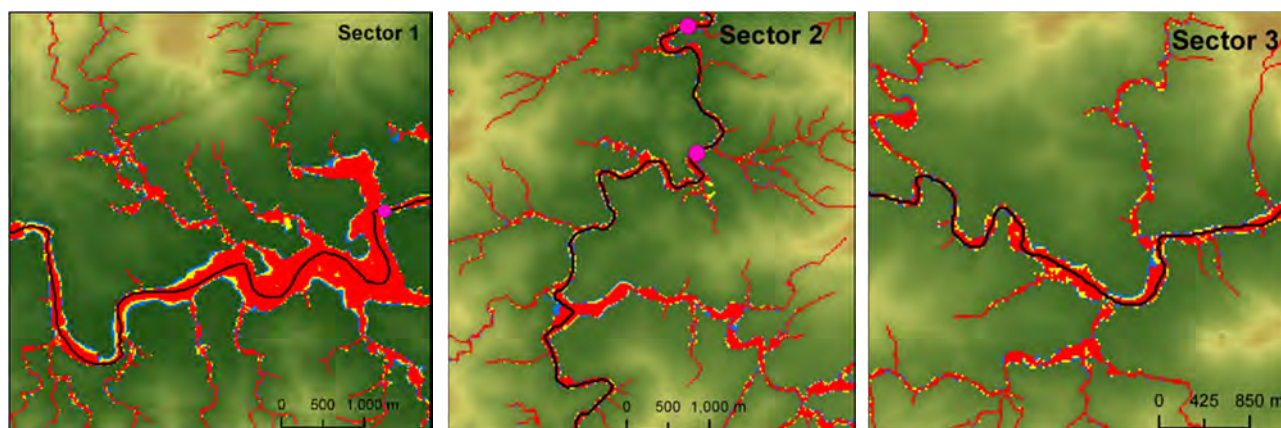 Sector 1
0 500 1,000 m
Sector 2
0 500 1,000 m
Sector 3
0 425 850 m